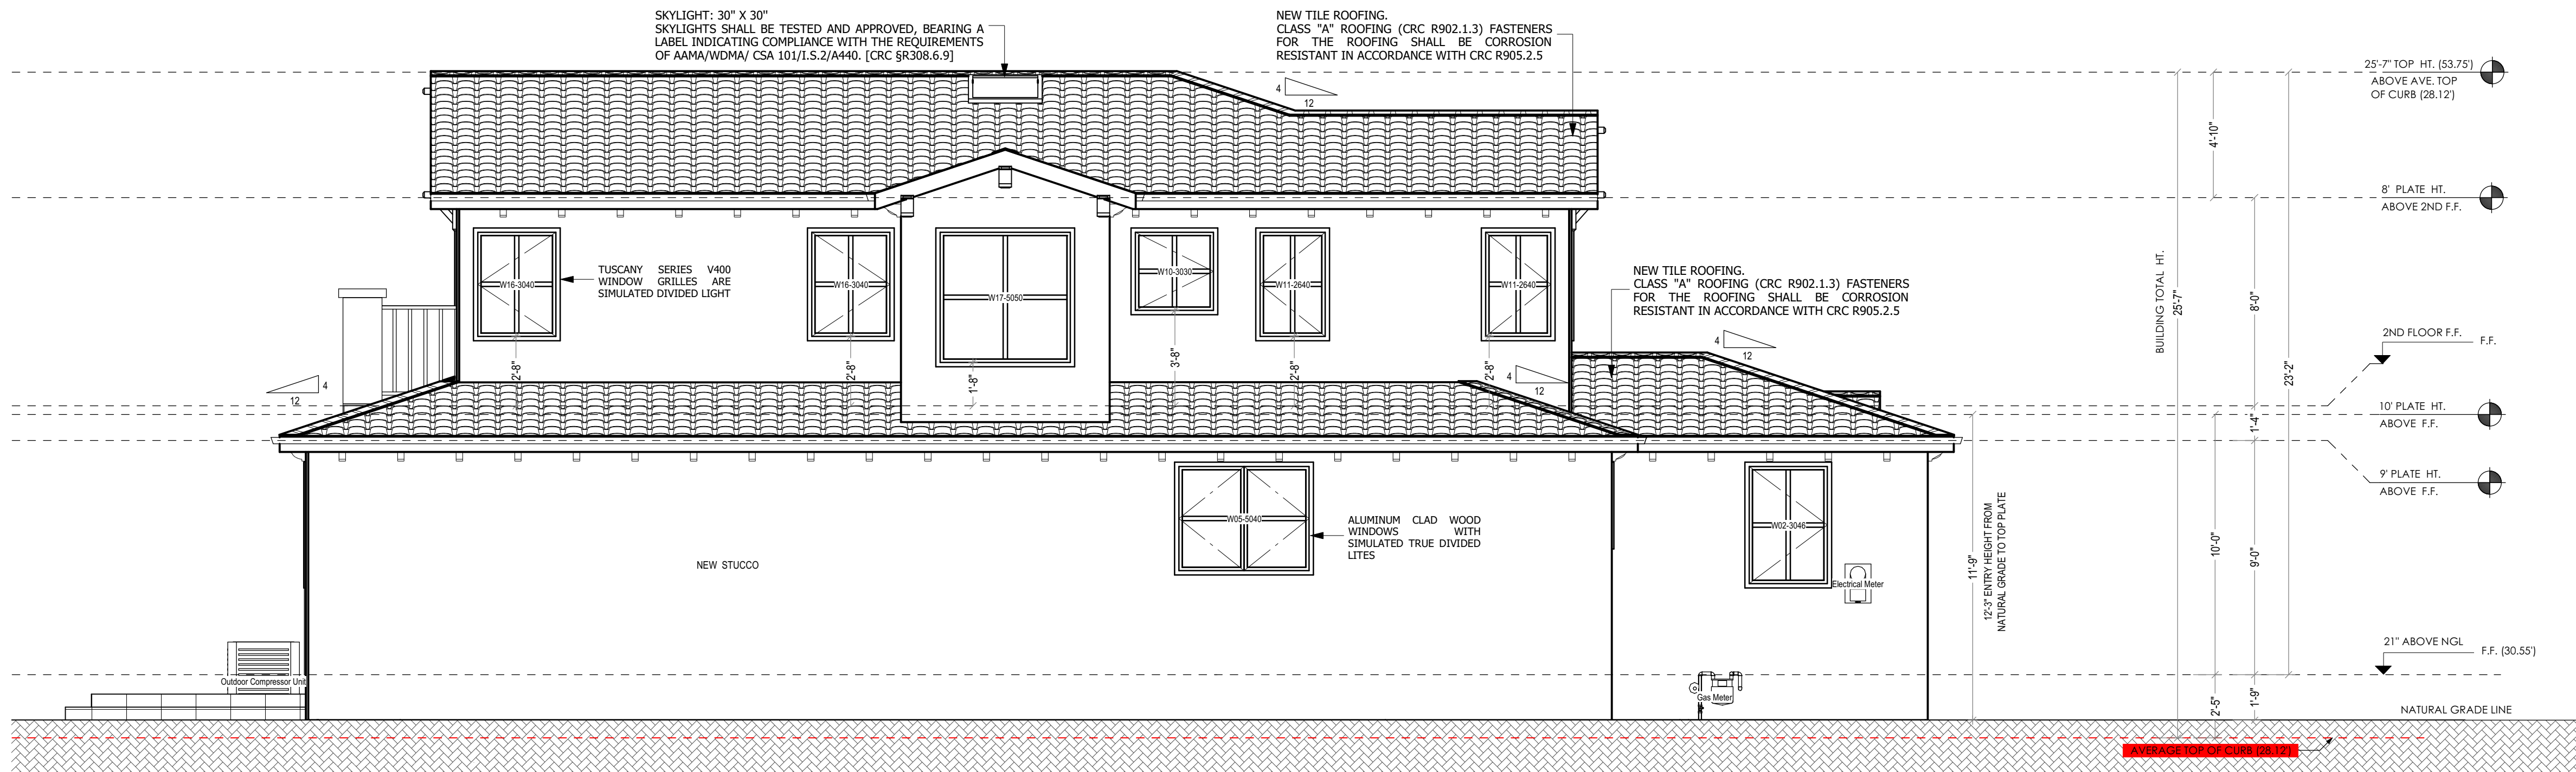 SKYLIGHT: 30" X 30"
SKYLIGHTS SHALL BE TESTED AND APPROVED, BEARING A
LABEL INDICATING COMPLIANCE WITH THE REQUIREMENTS
OF AAMA/WDMA/ CSA 101/I.S.2/A440. [CRC §R308.6.9]
NEW TILE ROOFING.
CLASS "A" ROOFING (CRC R902.1.3) FASTENERS
FOR THE ROOFING SHALL BE CORROSION
RESISTANT IN ACCORDANCE WITH CRC R905.2.5
4
12
25'-7" TOP HT. (53.75')
ABOVE AVE. TOP
OF CURB (28.12')
4'-10"
8' PLATE HT.
ABOVE 2ND F.F.
W16-3040
TUSCANY SERIES V400
WINDOW GRILLES ARE
SIMULATED DIVIDED LIGHT
W16-3040
W17-5050
W10-3030
W11-2640
W11-2640
NEW TILE ROOFING.
CLASS "A" ROOFING (CRC R902.1.3) FASTENERS
FOR THE ROOFING SHALL BE CORROSION
RESISTANT IN ACCORDANCE WITH CRC R905.2.5
4
12
BUILDING TOTAL HT.
25'-7"
8'-0"
23'-2"
2ND FLOOR F.F.
F.F.
2'-8"
2'-8"
1'-8"
3'-8"
2'-8"
2'-8"
4
12
4
12
10' PLATE HT.
ABOVE F.F.
1'-4"
9' PLATE HT.
ABOVE F.F.
W05-5040
ALUMINUM CLAD WOOD
WINDOWS WITH
SIMULATED TRUE DIVIDED
LITES
W02-3046
Electrical Meter
NEW STUCCO
11'-9"
12'-3" ENTRY HEIGHT FROM
NATURAL GRADE TO TOP PLATE
10'-0"
9'-0"
21" ABOVE NGL
F.F. (30.55')
Outdoor Compressor Unit
Gas Meter
2'-5"
1'-9"
NATURAL GRADE LINE
AVERAGE TOP OF CURB (28.12')